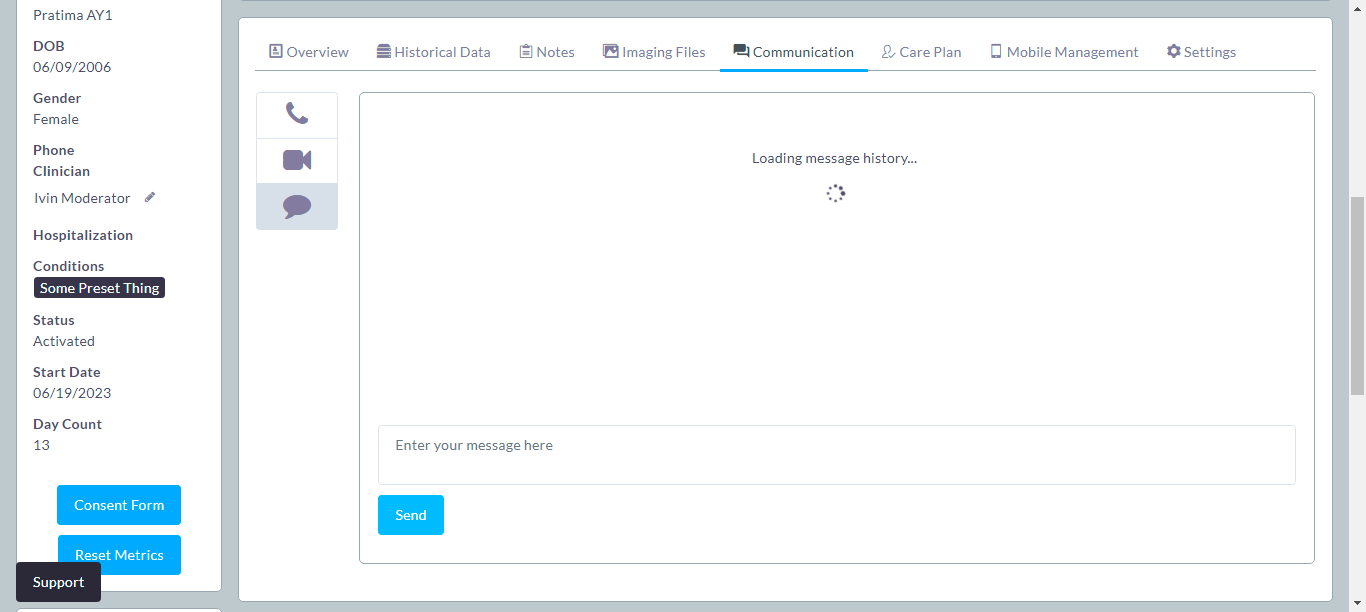 Pratima AY1
DOB
06/09/2006
Gender
Female
Phone
Clinician
Ivin Moderator
Hospitalization
Conditions
Some Preset Thing
Status
Activated
Start Date
06/19/2023
Day Count
13
Consent Form
Reset Metrics
Support
Overview Historical Data Notes Imaging Files Communication Care Plan Mobile Management Settings
Loading message history...
Enter your message here
Send